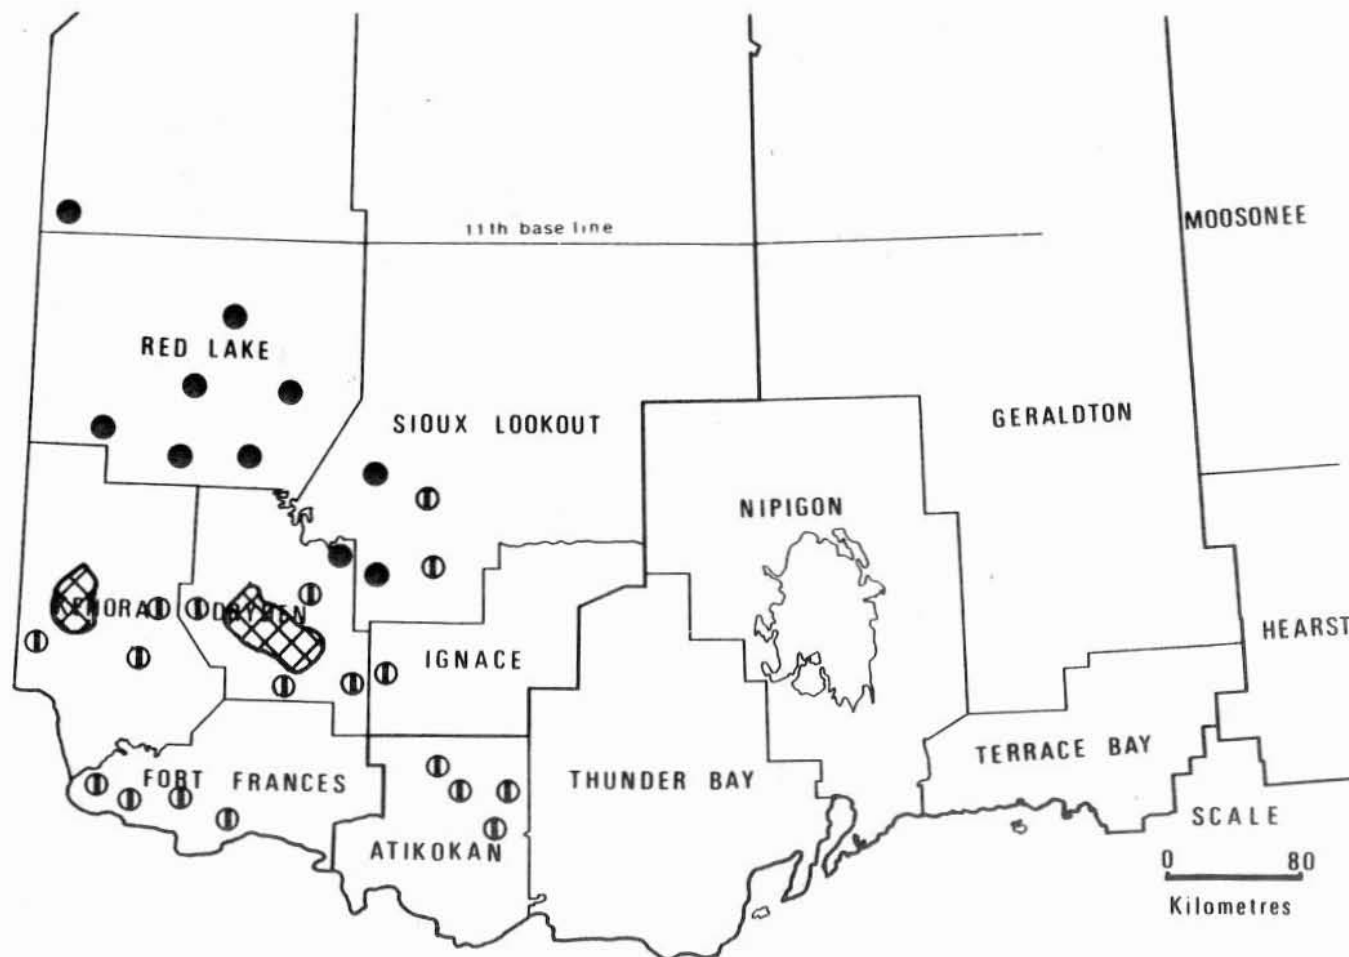 11th base line
MOOSONEE
RED LAKE
SIOUX LOOKOUT
GERALDTON
NIPIGON
HEARST
IGNACE
TERRACE BAY
FORT FRANCES
THUNDER BAY
SCALE
ATIKOKAN
0 80
Kilometres